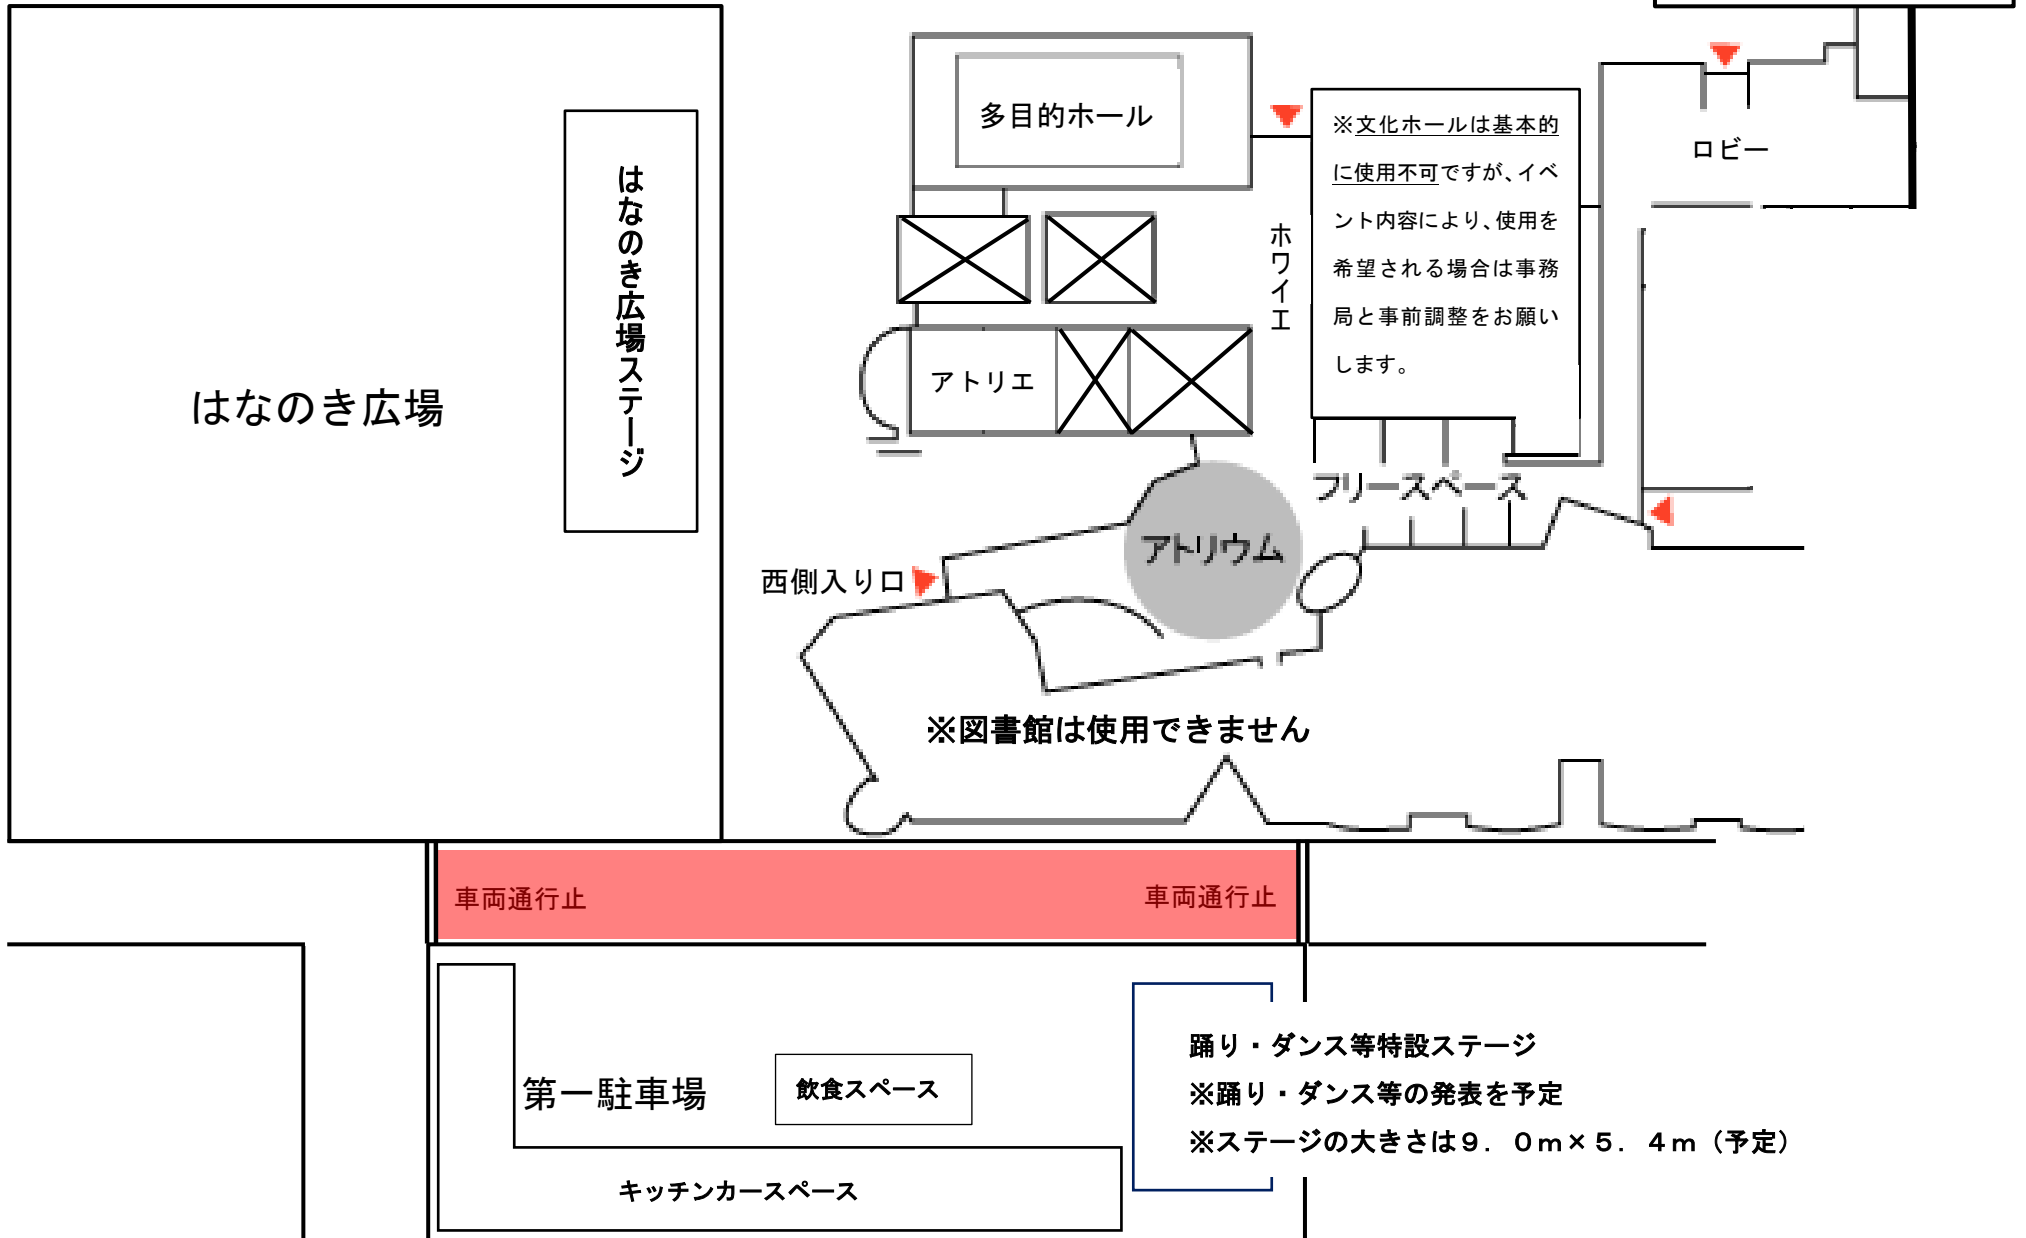 多目的ホール
※文化ホールは基本的
に使用不可ですが、イベ
ント内容により、使用を
希望される場合は事務
局と事前調整をお願い
します。
ロビー
はなのき広場ステージ
ホワイエ
はなのき広場
アトリエ
フリースペース
アトリウム
西側入り口
※図書館は使用できません
車両通行止
車両通行止
踊り・ダンス等特設ステージ
※踊り・ダンス等の発表を予定
※ステージの大きさは９．０ｍ×５．４ｍ（予定）
第一駐車場
飲食スペース
キッチンカースペース